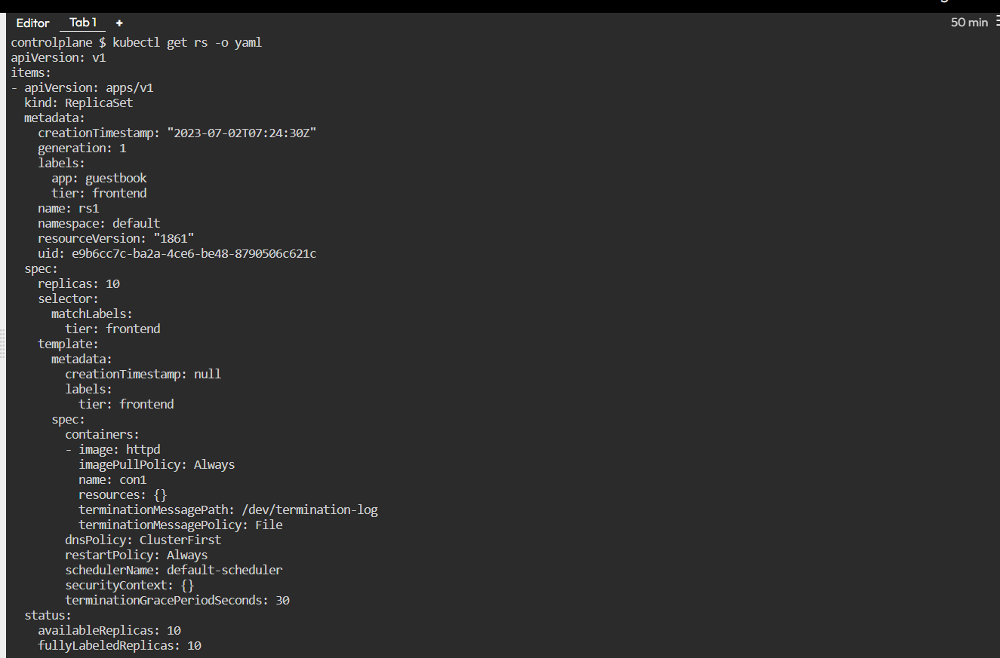 Editor Tab 1 + 50 min
controlplane $ kubectl get rs -o yaml
apiVersion: v1
items:
- apiVersion: apps/v1
  kind: ReplicaSet
  metadata:
    creationTimestamp: "2023-07-02T07:24:30Z"
    generation: 1
    labels:
      app: guestbook
      tier: frontend
    name: rs1
    namespace: default
    resourceVersion: "1861"
    uid: e9b6cc7c-ba2a-4ce6-be48-8790506c621c
  spec:
    replicas: 10
    selector:
      matchLabels:
        tier: frontend
    template:
      metadata:
        creationTimestamp: null
        labels:
          tier: frontend
      spec:
        containers:
        - image: httpd
          imagePullPolicy: Always
          name: con1
          resources: {}
          terminationMessagePath: /dev/termination-log
          terminationMessagePolicy: File
        dnsPolicy: ClusterFirst
        restartPolicy: Always
        schedulerName: default-scheduler
        securityContext: {}
        terminationGracePeriodSeconds: 30
  status:
    availableReplicas: 10
    fullyLabeledReplicas: 10